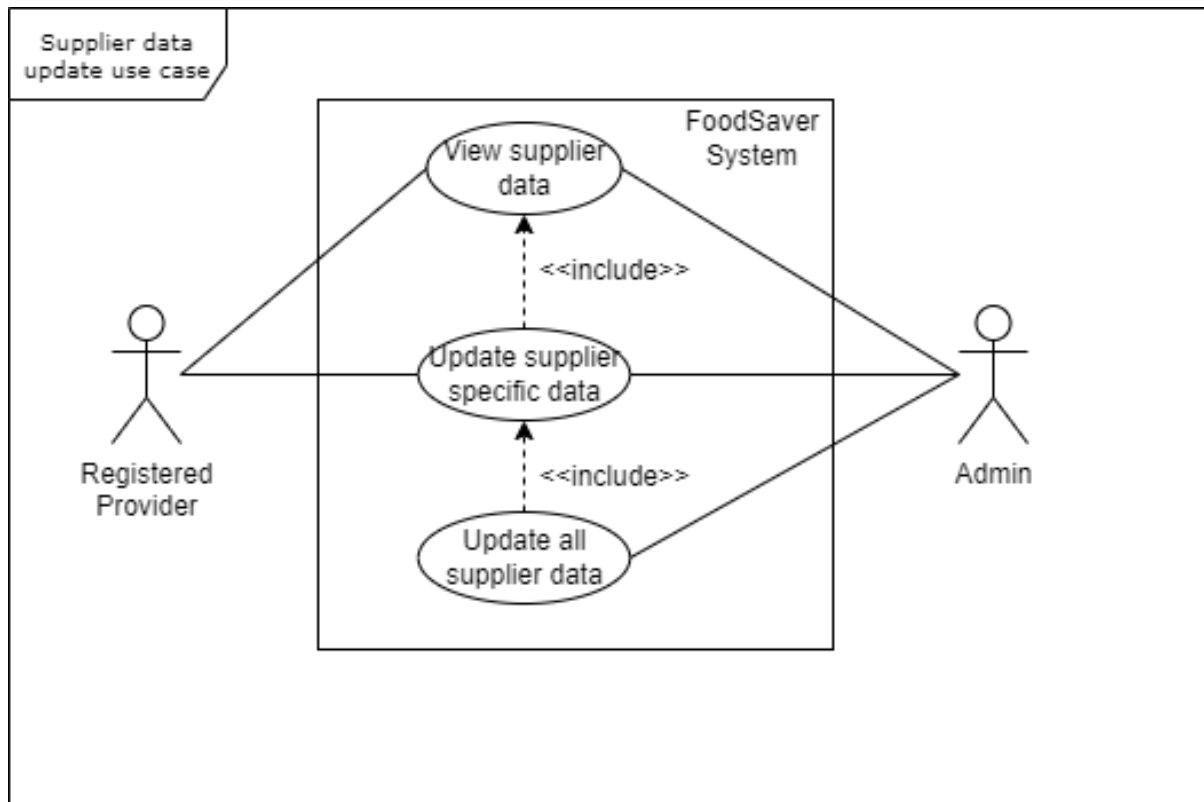 Supplier data
update use case
FoodSaver
System
View supplier
data
<<include>>
Update supplier
specific data
<<include>>
Registered
Provider
Admin
Update all
supplier data